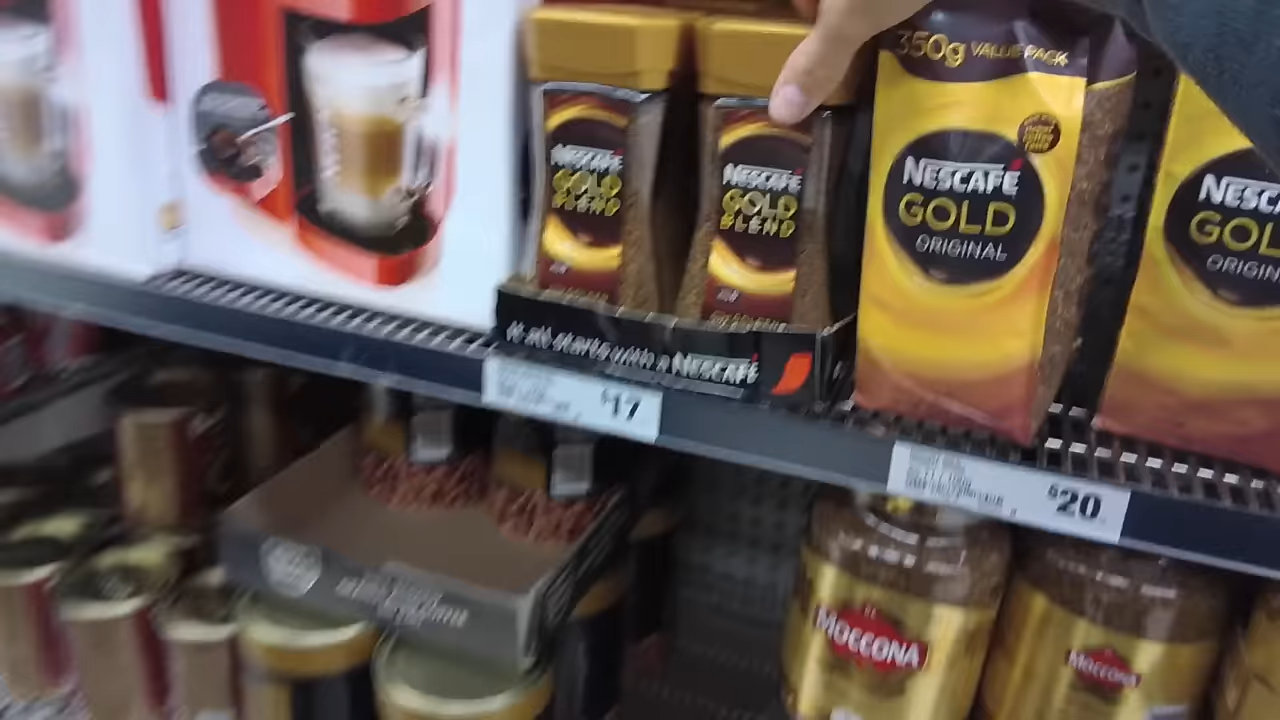 350g VALUE PACK
NESCAFÉ
GOLD
BLEND
NESCAFÉ
GOLD
BLEND
NESCAFÉ
GOLD
ORIGINAL
NESCA
GOL
ORIGIN
It all starts with a NESCAFÉ
$17
$20
MOCCONA
MOCCONA